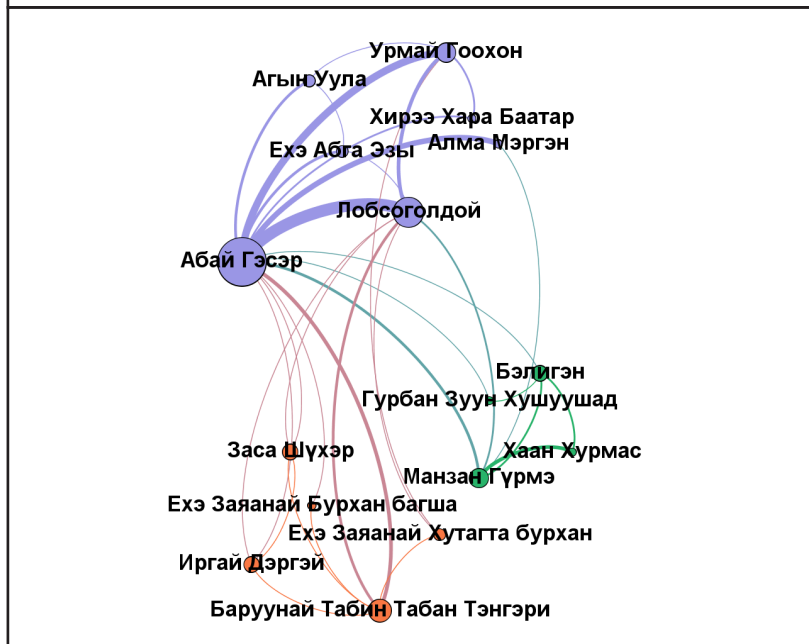 Урмай Гоохон
Агын Уула
Хирээ Хара Баатар
Алма Мэргэн
Ехэ Абга Эзы
Лобсоголдой
Абай Гэсэр
Бэлигэн
Гурбан Зуун Хушуушад
Заса Шүхэр
Хаан Хурмас
Манзан Гүрмэ
Ехэ Заяанай Бурхан багша
Ехэ Заяанай Хутагта бурхан
Иргай Дэргэй
Баруунай Табин Табан Тэнгэри